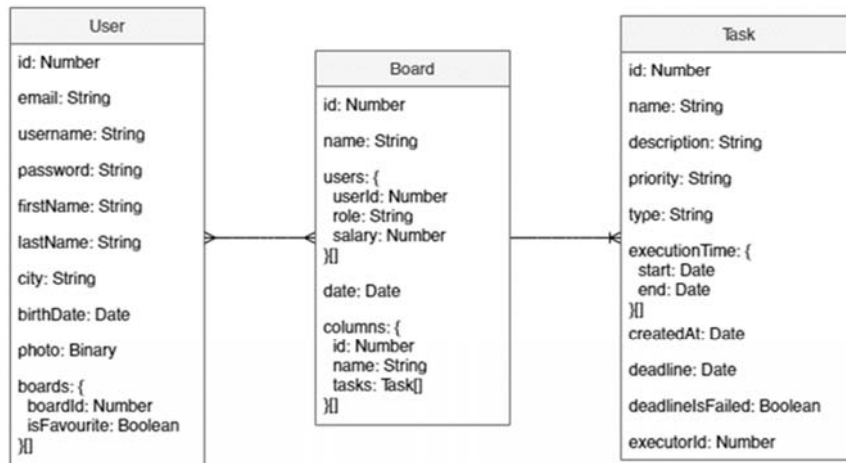 User
id: Number
email: String
username: String
password: String
firstName: String
lastName: String
city: String
birthDate: Date
photo: Binary
boards: {
boardId: Number
isFavourite: Boolean
}[]
Board
id: Number
name: String
users: {
userId: Number
role: String
salary: Number
}[]
date: Date
columns: {
id: Number
name: String
tasks: Task[]
}[]
Task
id: Number
name: String
description: String
priority: String
type: String
executionTime: {
start: Date
end: Date
}[]
createdAt: Date
deadline: Date
deadlineIsFailed: Boolean
executorId: Number